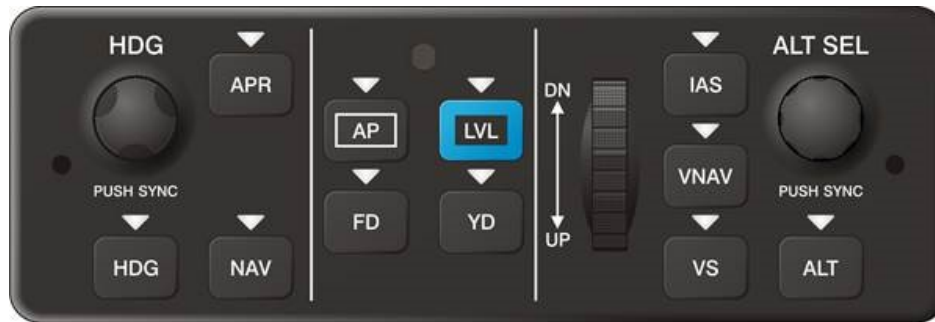 HDG
APR
PUSH SYNC
HDG
NAV
AP
LVL
FD
YD
DN
UP
IAS
VNAV
VS
ALT SEL
PUSH SYNC
ALT